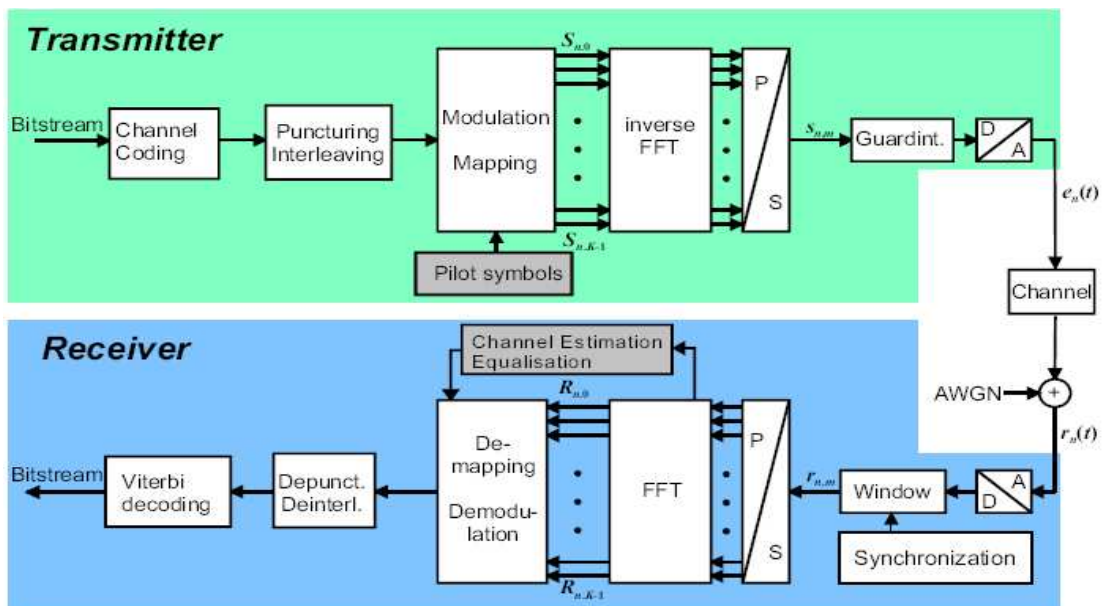 Transmitter
Bitstream
Channel
Coding
Puncturing
Interleaving
Modulation
Mapping
Pilot symbols
S_{n,0}
S_{n,K-1}
inverse
FFT
P
S
s_{n,m}
Guardint.
D
A
e_n(t)
Channel
AWGN
+
r_n(t)
Receiver
Channel Estimation
Equalisation
A
D
Window
Synchronization
r_{n,m}
P
S
FFT
R_{n,0}
R_{n,K-1}
De-
mapping
Demodu-
lation
Depunct.
Deinterl.
Viterbi
decoding
Bitstream